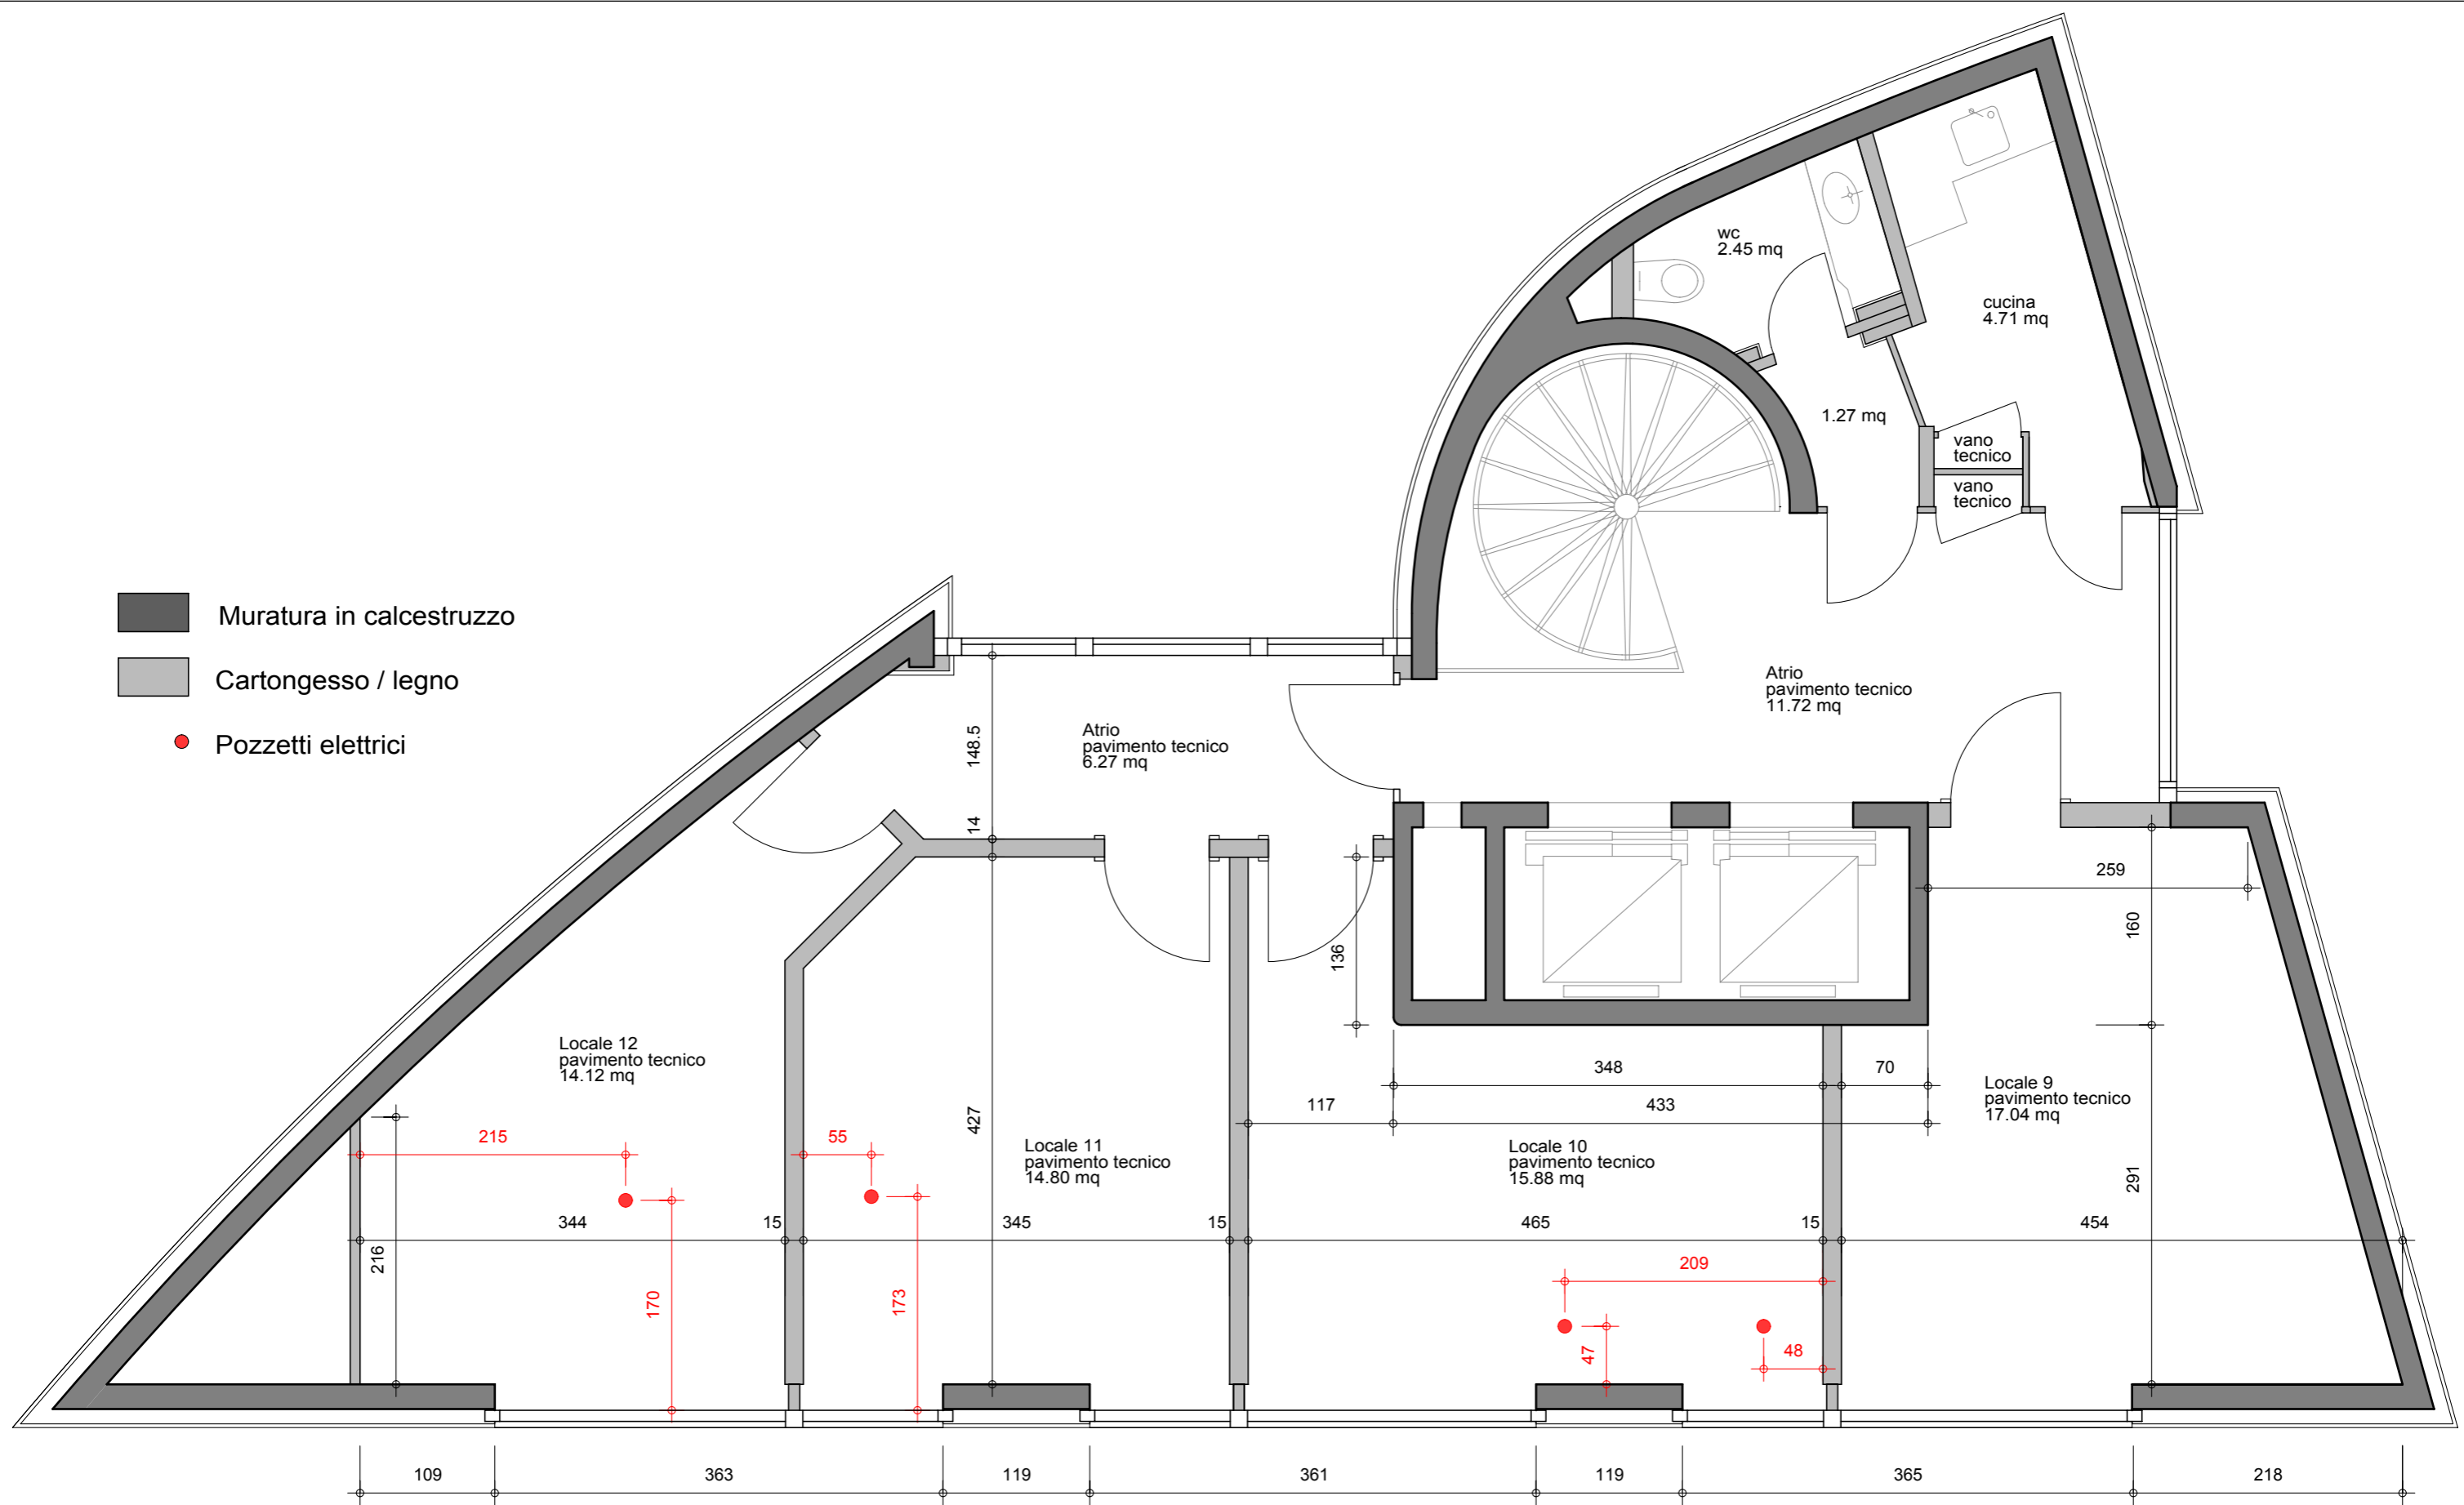 wc
2.45 mq
cucina
4.71 mq
1.27 mq
vano
tecnico
vano
tecnico
Muratura in calcestruzzo
Cartongesso / legno
Pozzetti elettrici
Atrio
pavimento tecnico
11.72 mq
Atrio
pavimento tecnico
6.27 mq
148.5
14
259
160
136
Locale 12
pavimento tecnico
14.12 mq
348
70
Locale 9
pavimento tecnico
17.04 mq
117
433
427
215
55
Locale 11
pavimento tecnico
14.80 mq
Locale 10
pavimento tecnico
15.88 mq
291
344
15
345
15
465
15
454
216
209
170
173
47
48
109
363
119
361
119
365
218